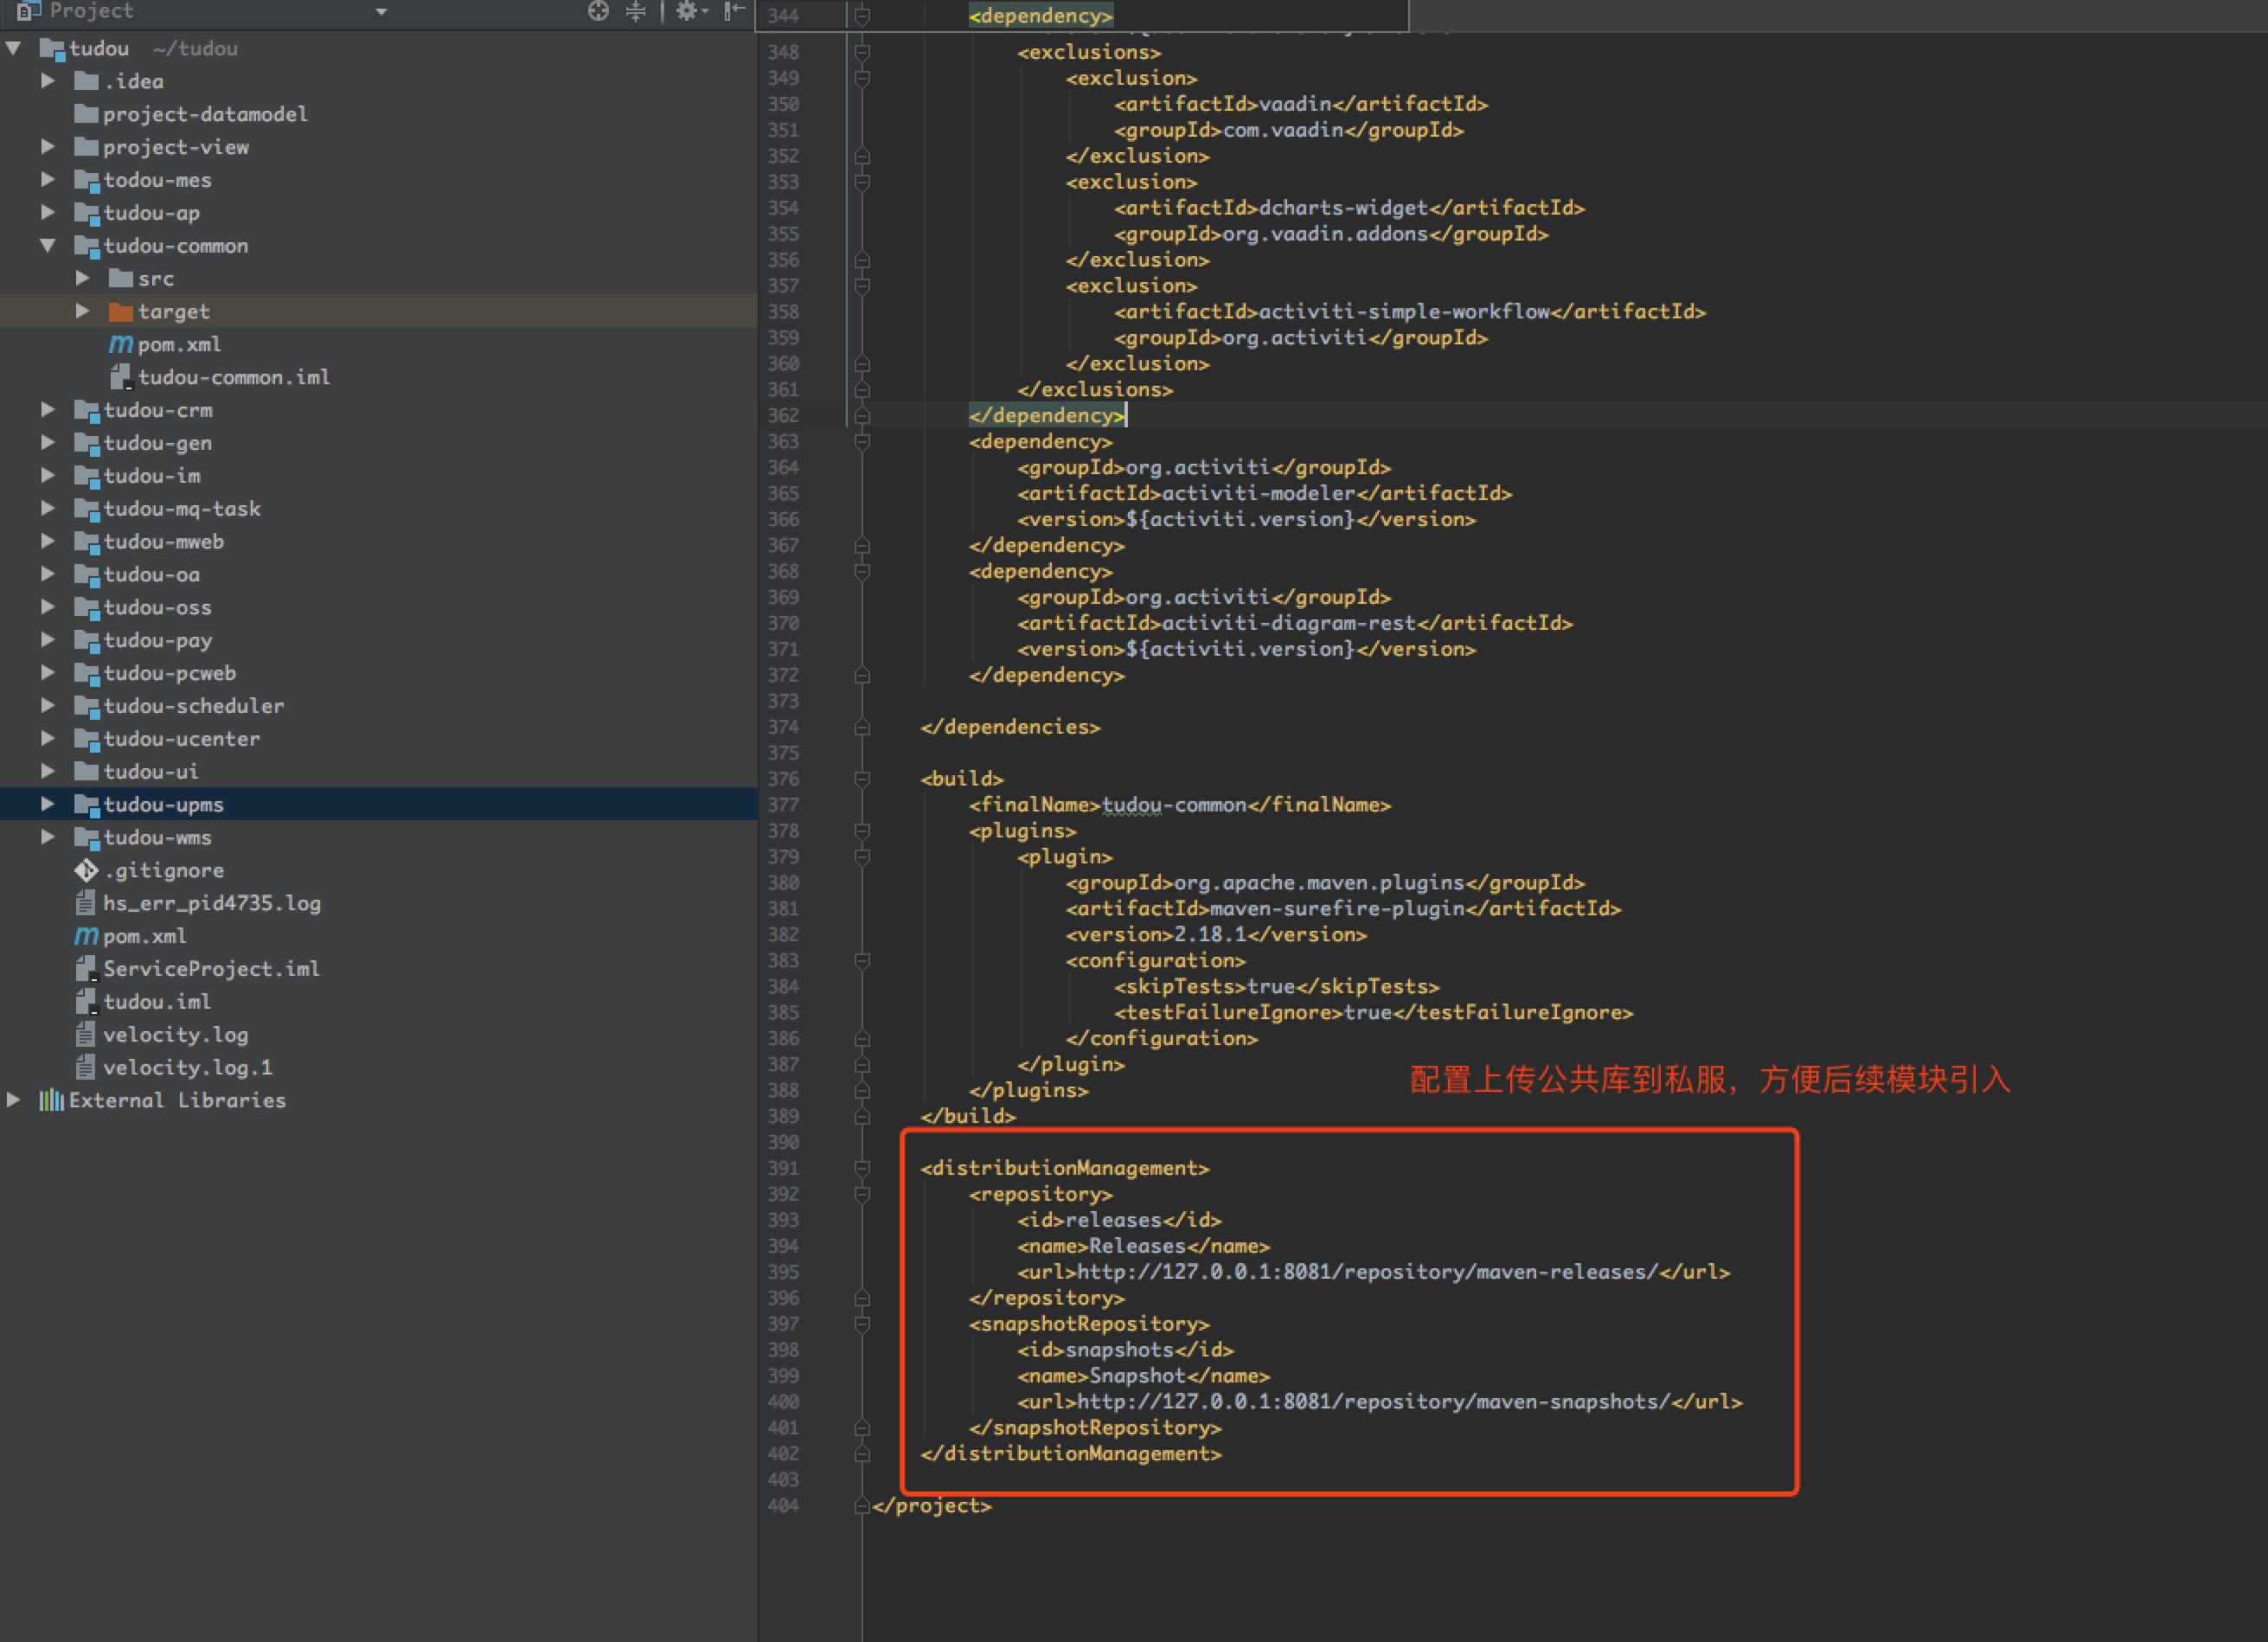 Project
tudou ~/tudou
.idea
project-datamodel
project-view
todou-mes
tudou-ap
tudou-common
src
target
pom.xml
tudou-common.iml
tudou-crm
tudou-gen
tudou-im
tudou-mq-task
tudou-mweb
tudou-oa
tudou-oss
tudou-pay
tudou-pcweb
tudou-scheduler
tudou-ucenter
tudou-ui
tudou-upms
tudou-wms
.gitignore
hs_err_pid4735.log
pom.xml
ServiceProject.iml
tudou.iml
velocity.log
velocity.log.1
External Libraries
344 <dependency>
348 <exclusions>
349 <exclusion>
350 <artifactId>vaadin</artifactId>
351 <groupId>com.vaadin</groupId>
352 </exclusion>
353 <exclusion>
354 <artifactId>dcharts-widget</artifactId>
355 <groupId>org.vaadin.addons</groupId>
356 </exclusion>
357 <exclusion>
358 <artifactId>activiti-simple-workflow</artifactId>
359 <groupId>org.activiti</groupId>
360 </exclusion>
361 </exclusions>
362 </dependency>
363 <dependency>
364 <groupId>org.activiti</groupId>
365 <artifactId>activiti-modeler</artifactId>
366 <version>${activiti.version}</version>
367 </dependency>
368 <dependency>
369 <groupId>org.activiti</groupId>
370 <artifactId>activiti-diagram-rest</artifactId>
371 <version>${activiti.version}</version>
372 </dependency>
373
374 </dependencies>
375
376 <build>
377 <finalName>tudou-common</finalName>
378 <plugins>
379 <plugin>
380 <groupId>org.apache.maven.plugins</groupId>
381 <artifactId>maven-surefire-plugin</artifactId>
382 <version>2.18.1</version>
383 <configuration>
384 <skipTests>true</skipTests>
385 <testFailureIgnore>true</testFailureIgnore>
386 </configuration>
387 </plugin>
配置上传公共库到私服，方便后续模块引入
388 </plugins>
389 </build>
390
391 <distributionManagement>
392 <repository>
393 <id>releases</id>
394 <name>Releases</name>
395 <url>http://127.0.0.1:8081/repository/maven-releases/</url>
396 </repository>
397 <snapshotRepository>
398 <id>snapshots</id>
399 <name>Snapshot</name>
400 <url>http://127.0.0.1:8081/repository/maven-snapshots/</url>
401 </snapshotRepository>
402 </distributionManagement>
403
404 </project>